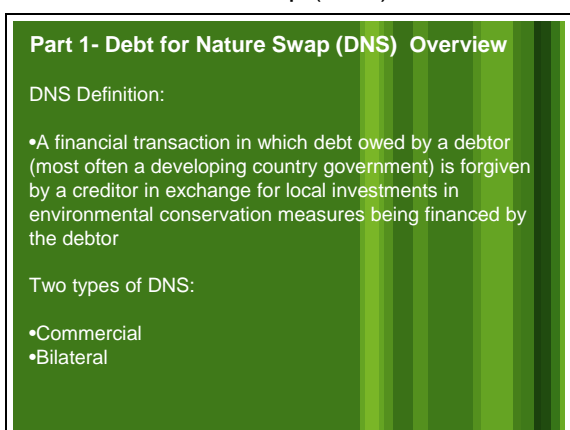 Part 1- Debt for Nature Swap (DNS) Overview
DNS Definition:
•A financial transaction in which debt owed by a debtor
(most often a developing country government) is forgiven
by a creditor in exchange for local investments in
environmental conservation measures being financed by
the debtor
Two types of DNS:
•Commercial
•Bilateral